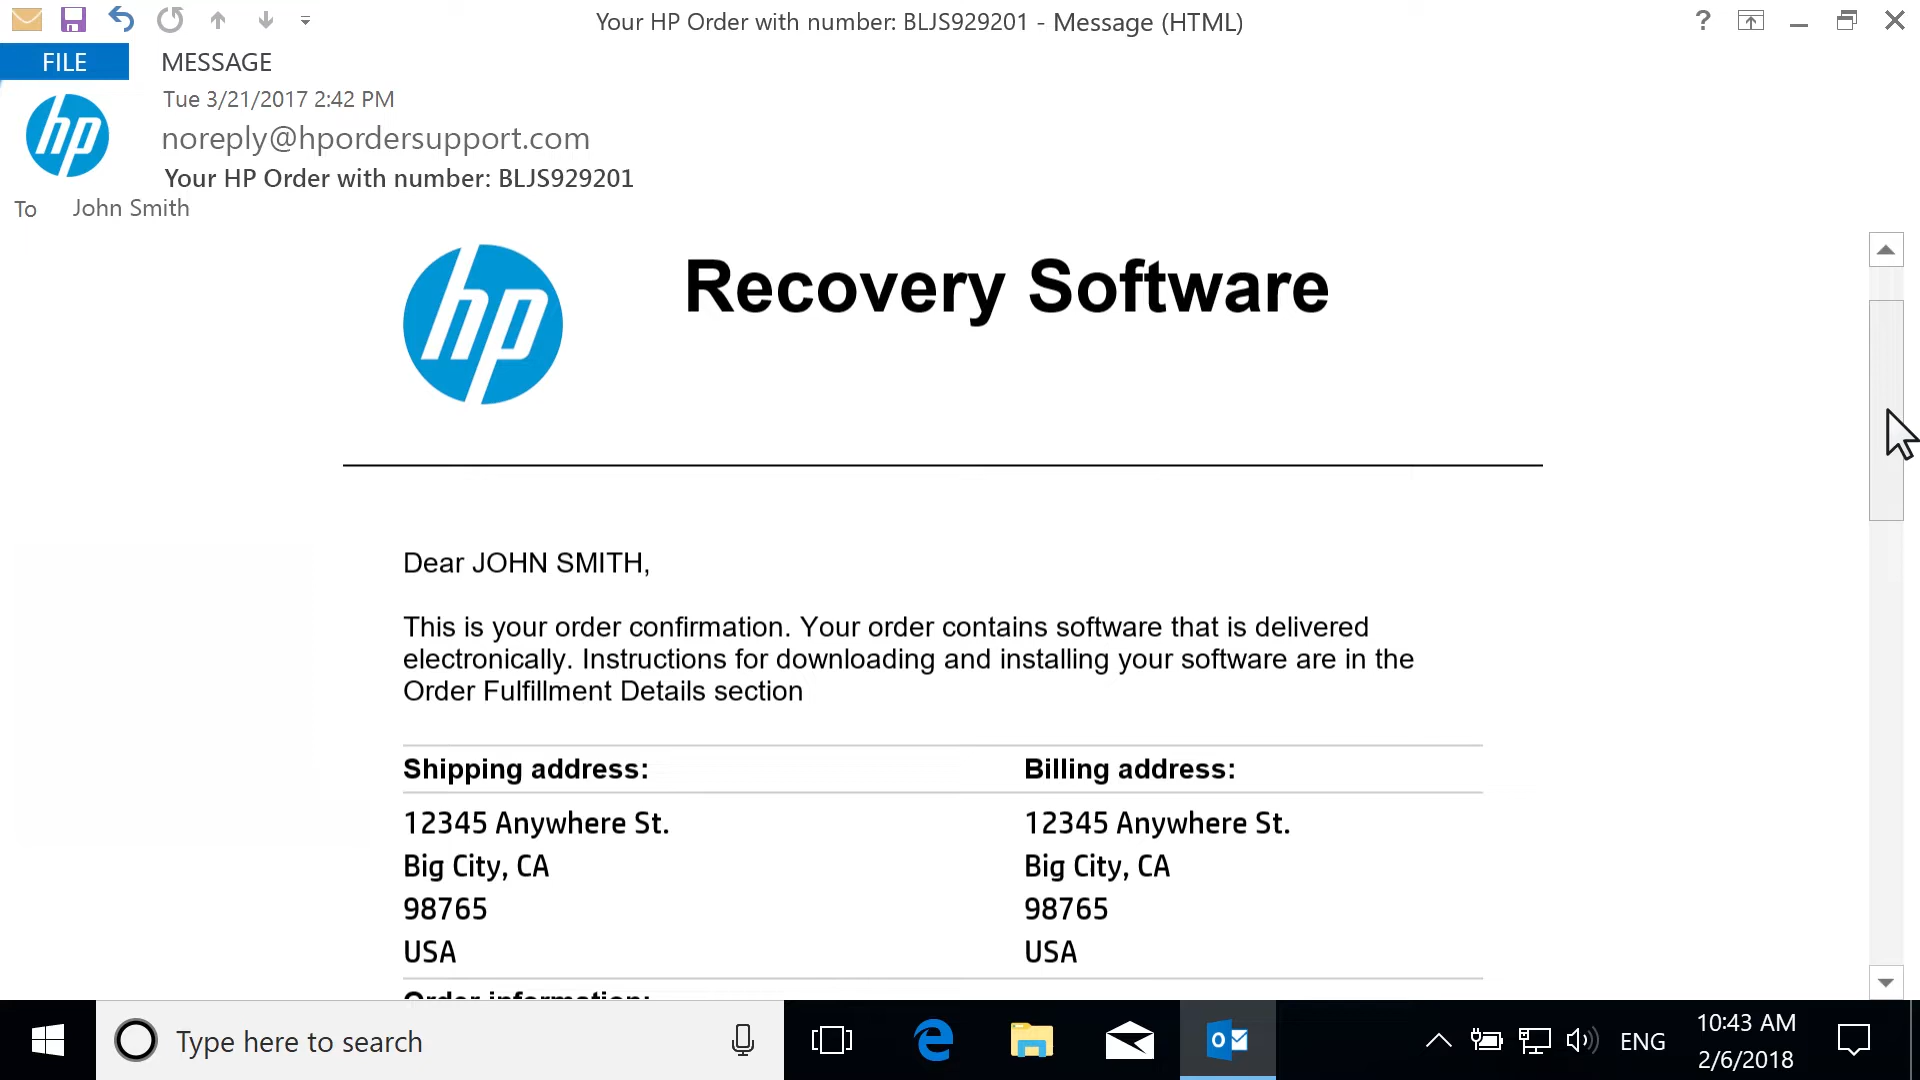 Your HP Order with number: BLJS929201 - Message (HTML)
?
FILE
MESSAGE
Tue 3/21/2017 2:42 PM
hp
noreply@hpordersupport.com
Your HP Order with number: BLJS929201
To John Smith
hp
Recovery Software
Dear JOHN SMITH,
This is your order confirmation. Your order contains software that is delivered
electronically. Instructions for downloading and installing your software are in the
Order Fulfillment Details section
Shipping address: Billing address:
12345 Anywhere St. 12345 Anywhere St.
Big City, CA Big City, CA
98765 98765
USA USA
Order information:
Type here to search
ENG
10:43 AM
2/6/2018